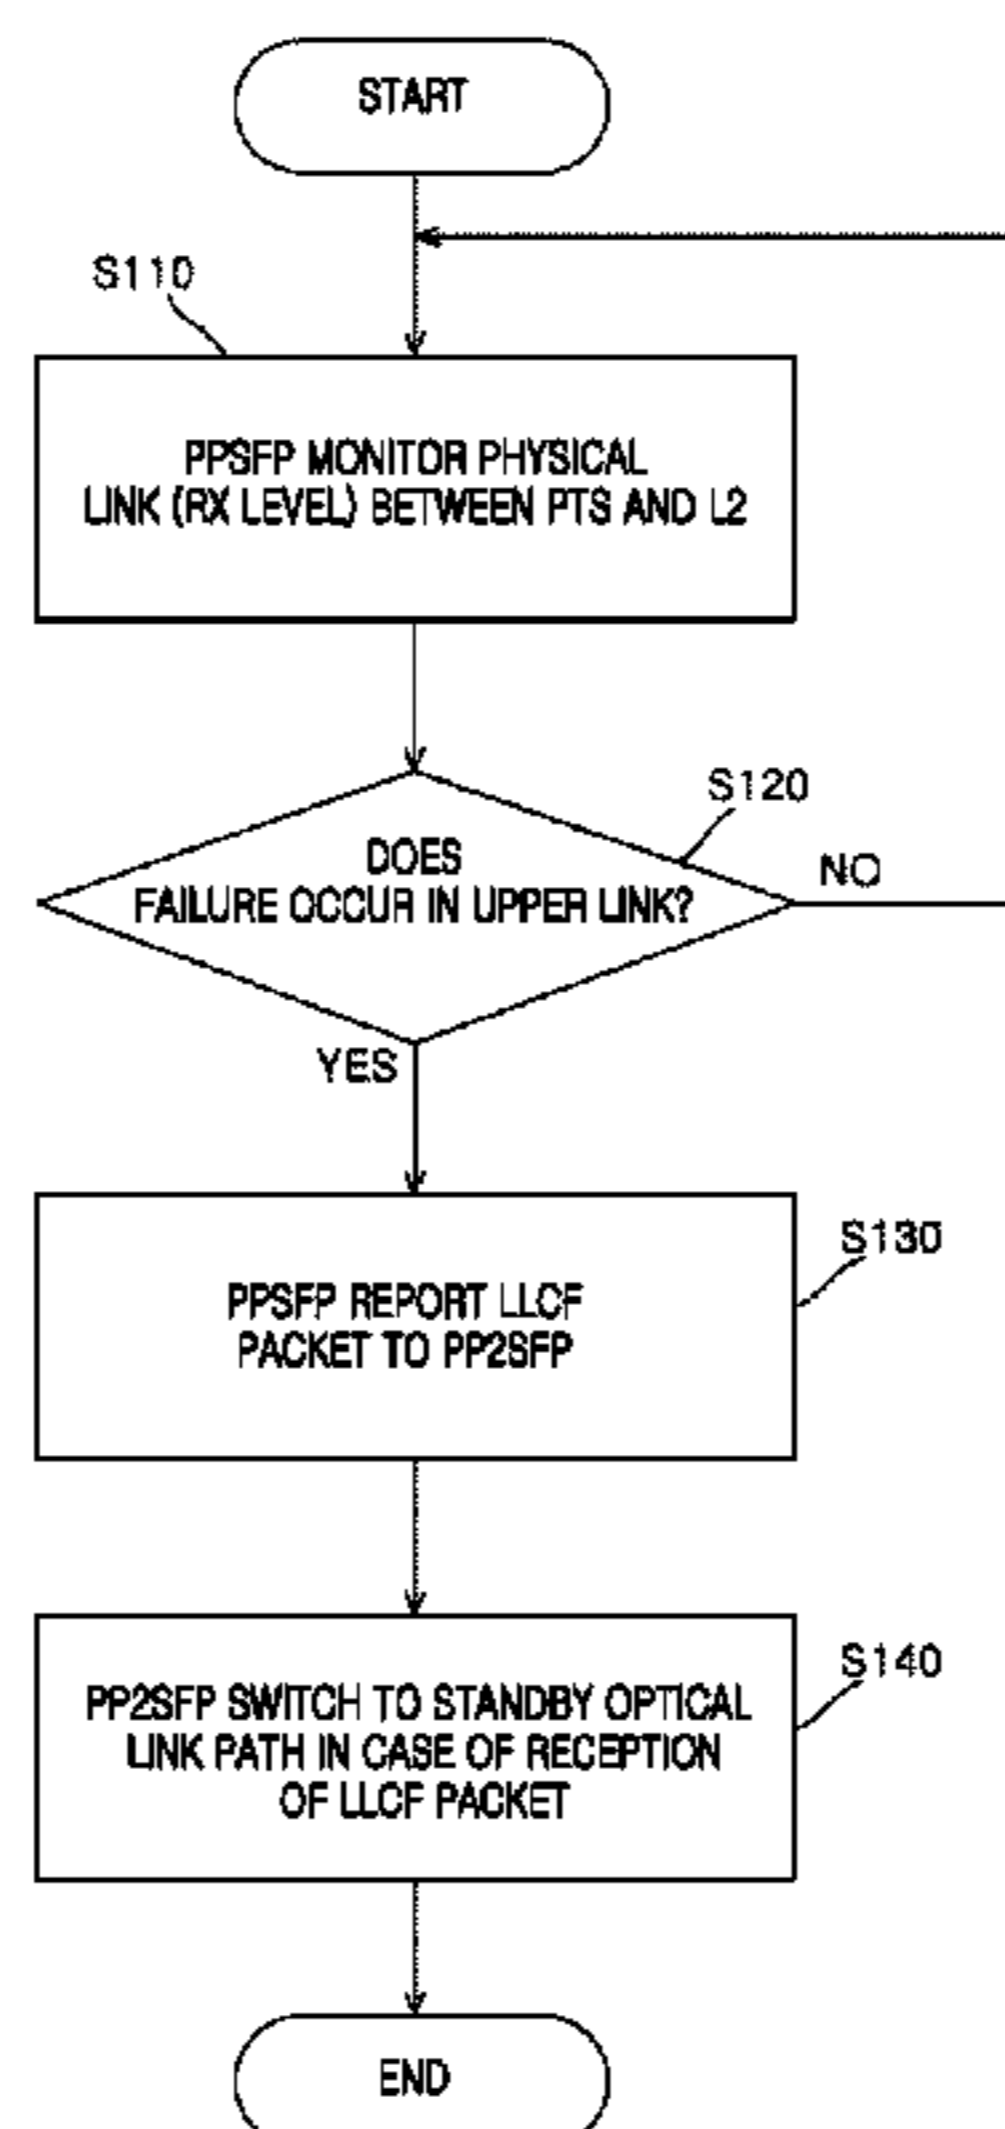 START
S110
PPSFP MONITOR PHYSICAL
LINK (RX LEVEL) BETWEEN PTS AND L2
S120
DOES
FAILURE OCCUR IN UPPER LINK?
NO
YES
S130
PPSFP REPORT LLCF
PACKET TO PP2SFP
S140
PP2SFP SWITCH TO STANDBY OPTICAL
LINK PATH IN CASE OF RECEPTION
OF LLCF PACKET
END